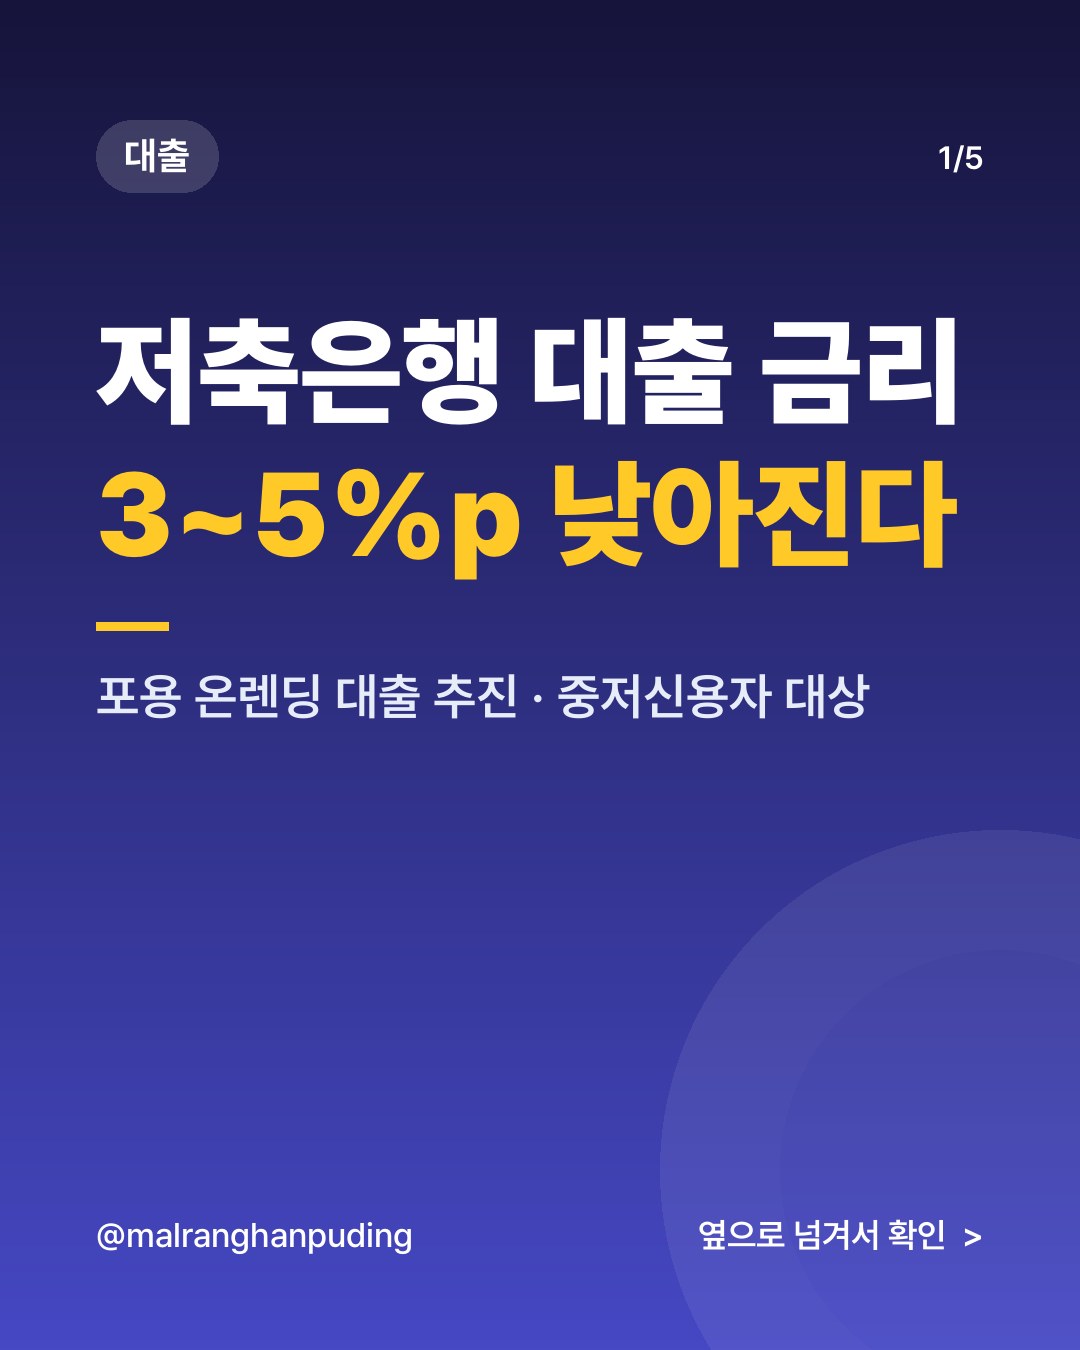 대출
1/5
저축은행 대출 금리
3~5%p 낮아진다
포용 온렌딩 대출 추진 · 중저신용자 대상
@malranghanpuding
옆으로 넘겨서 확인 >